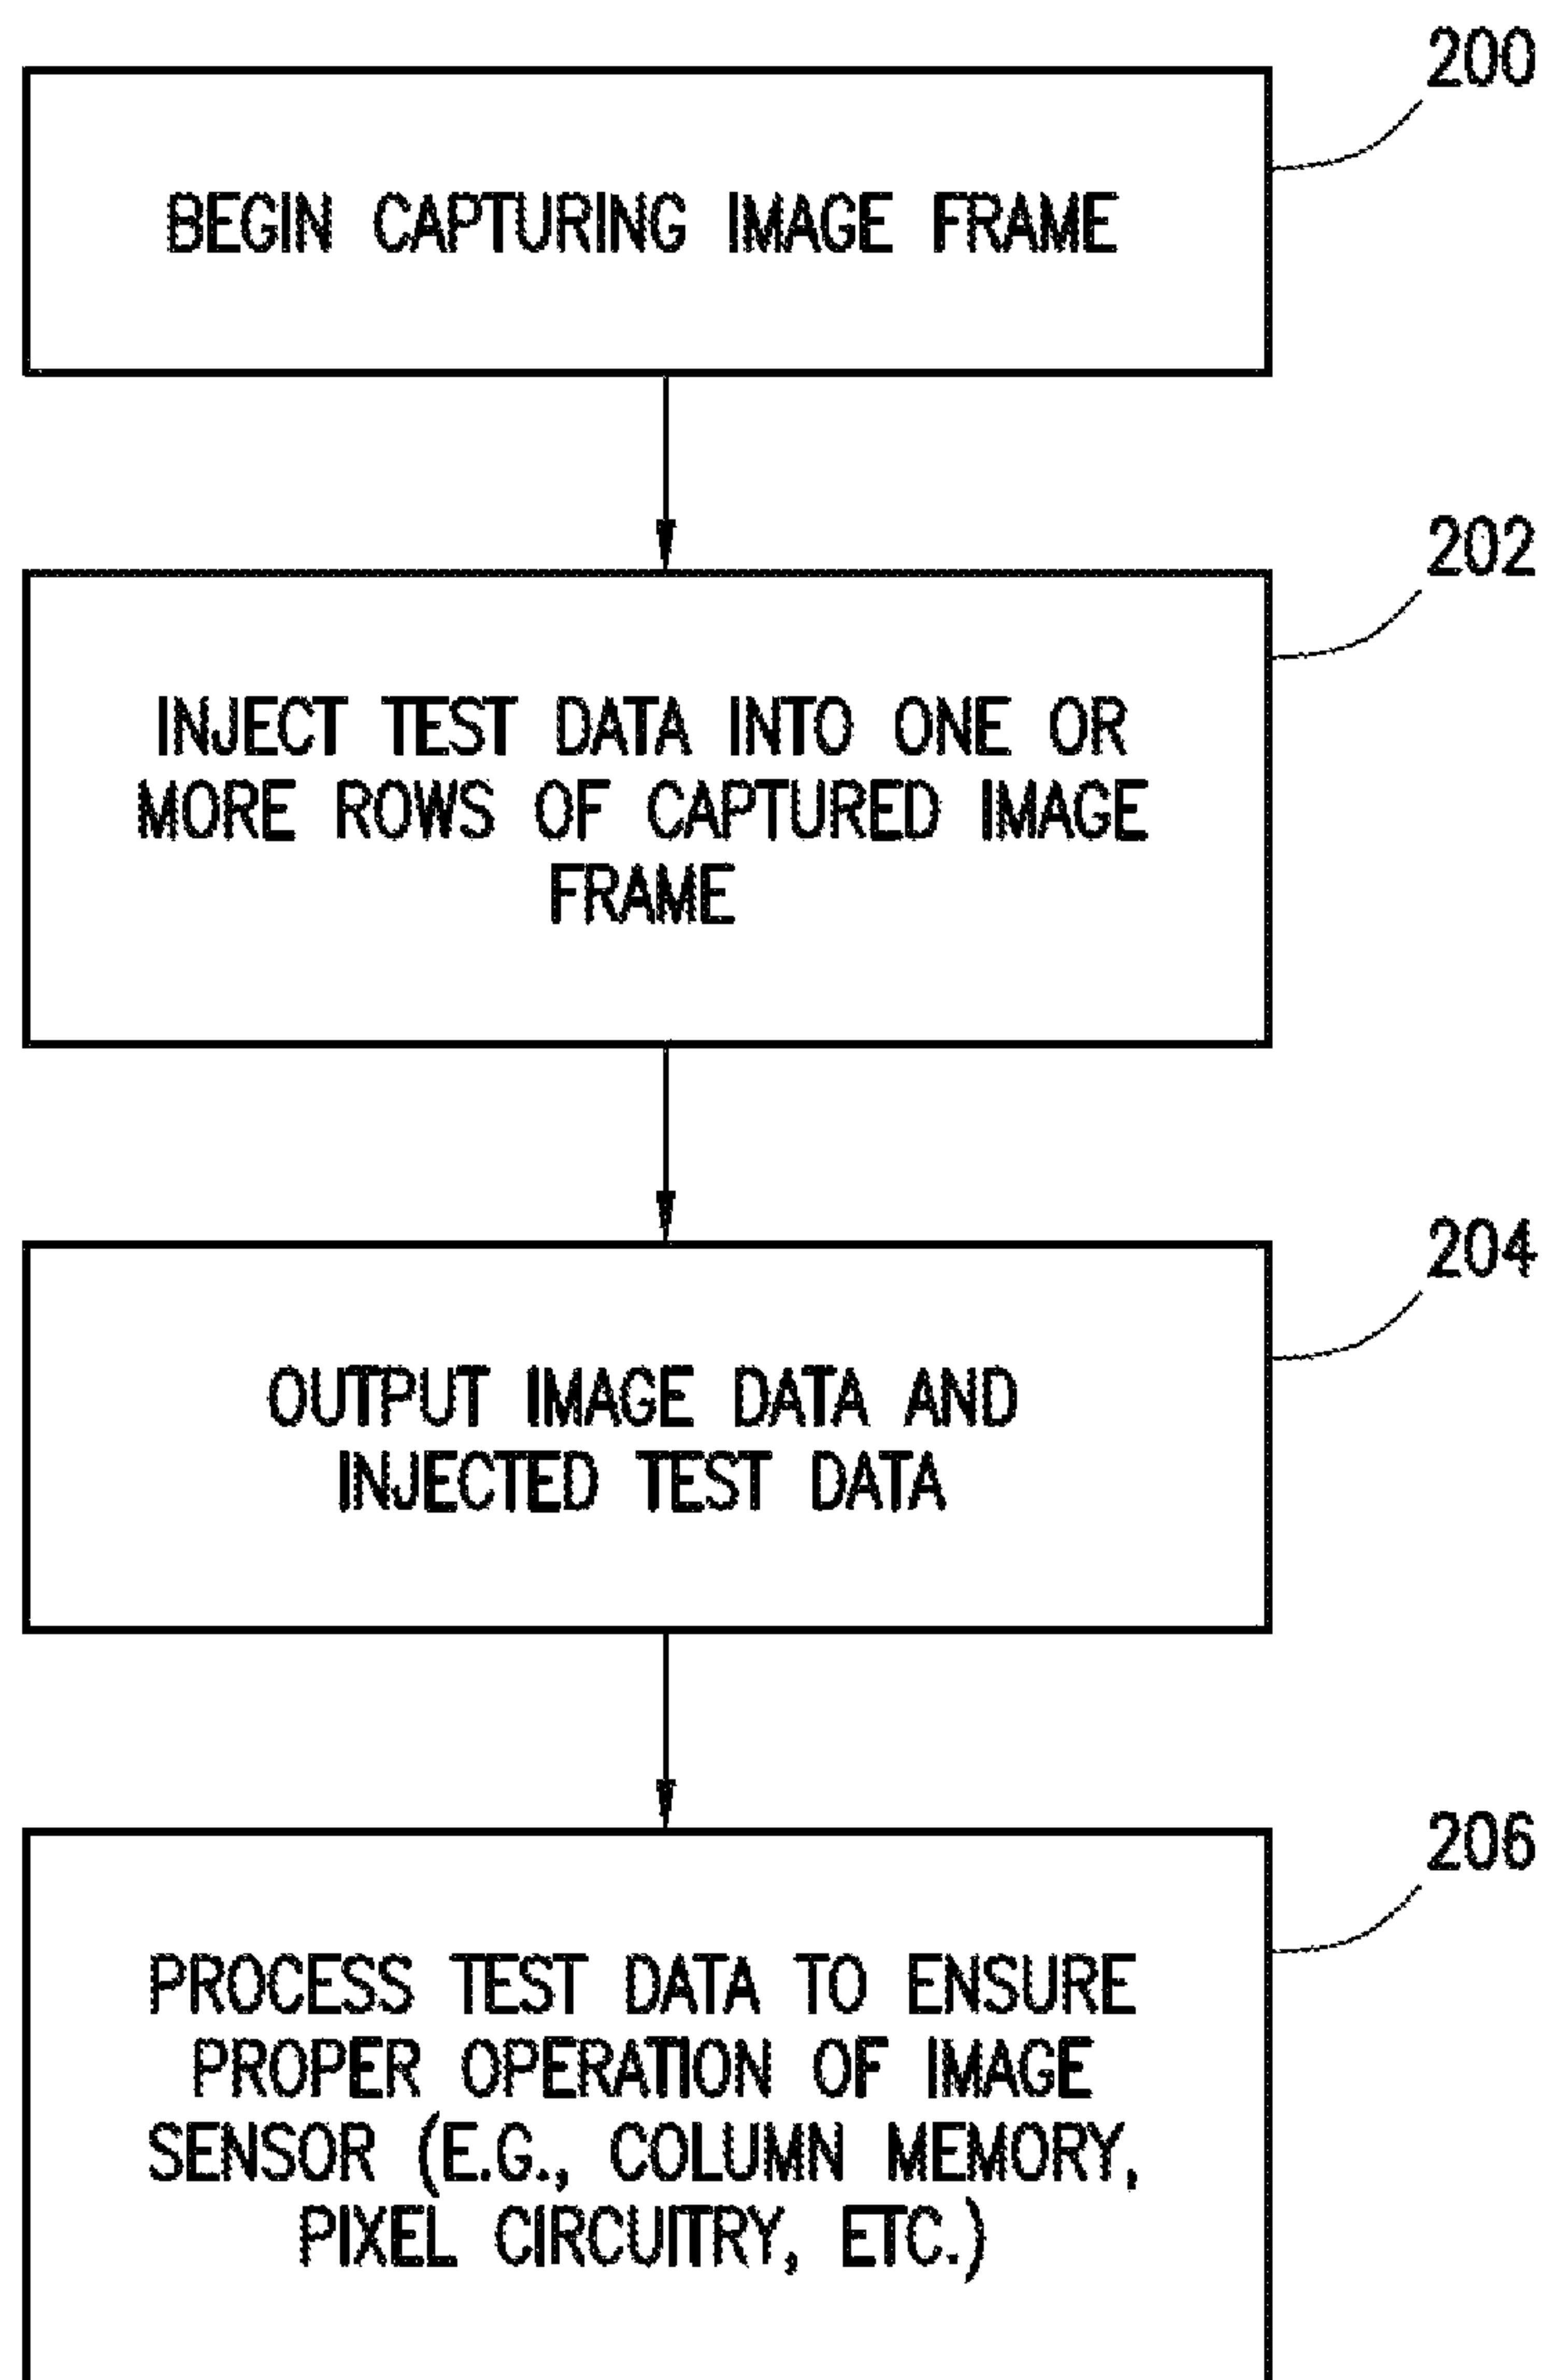 200
BEGIN CAPTURING IMAGE FRAME
202
INJECT TEST DATA INTO ONE OR
MORE ROWS OF CAPTURED IMAGE
FRAME
204
OUTPUT IMAGE DATA AND
INJECTED TEST DATA
206
PROCESS TEST DATA TO ENSURE
PROPER OPERATION OF IMAGE
SENSOR (E.G., COLUMN MEMORY,
PIXEL CIRCUITRY, ETC.)